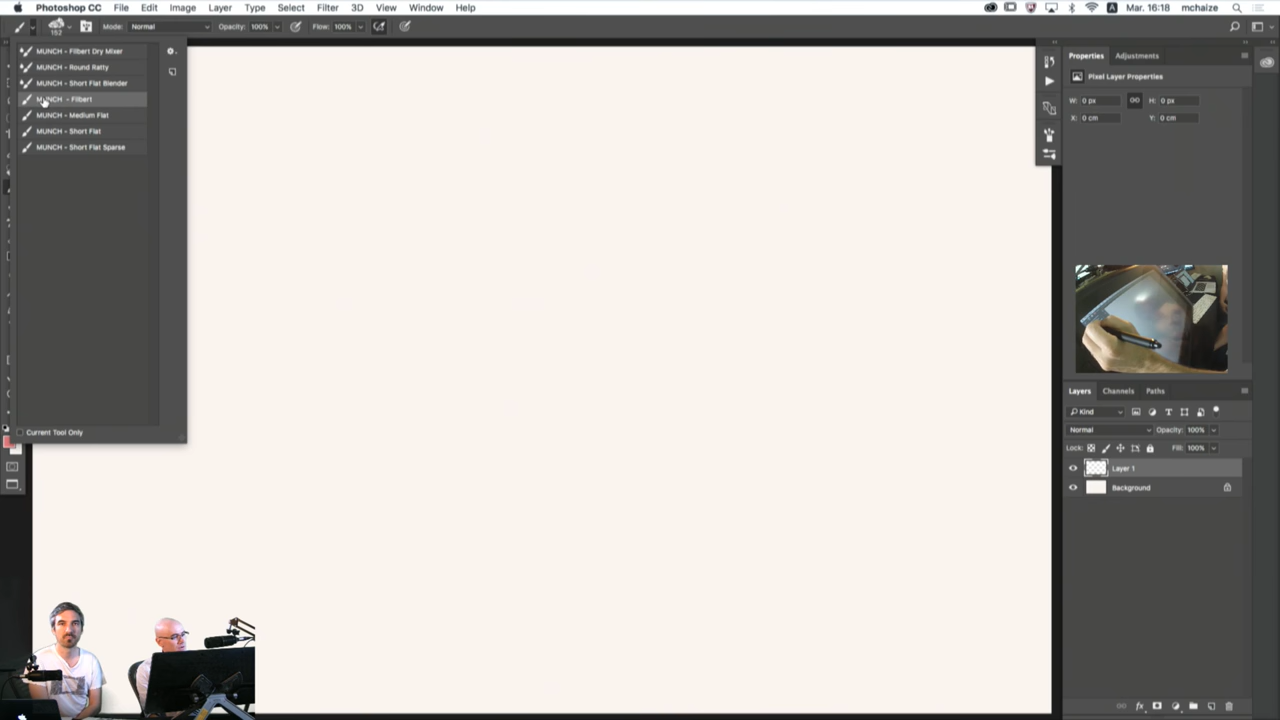 Photoshop CC File Edit Image Layer Type Select Filter 3D View Window Help A Mar. 16:18 mchaize
152 Mode: Normal Opacity: 100% Flow: 100%
MUNCH - Filbert Dry Mixer
MUNCH - Round Ratty
MUNCH - Short Flat Blender
MUNCH - Filbert
MUNCH - Medium Flat
MUNCH - Short Flat
MUNCH - Short Flat Sparse
Current Tool Only
Properties Adjustments
Pixel Layer Properties
W: 0 px H: 0 px
X: 0 cm Y: 0 cm
Layers Channels Paths
Kind
Normal Opacity: 100%
Lock: Fill: 100%
Layer 1
Background
fx